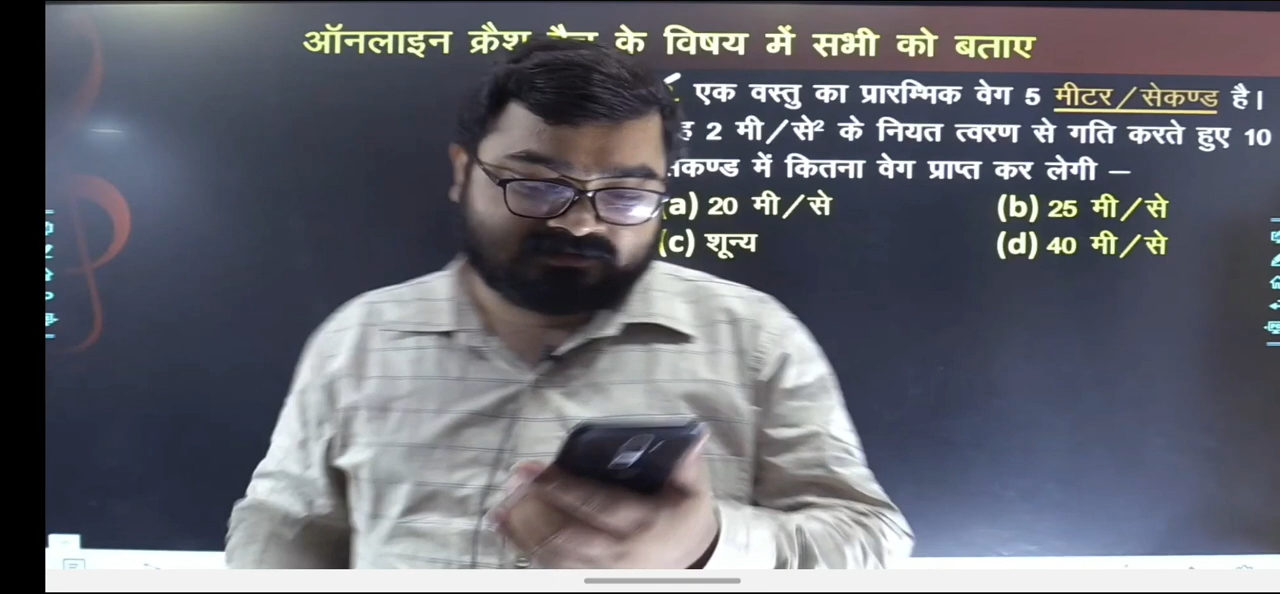 ऑनलाइन क्रैश के विषय में सभी को बताए
एक वस्तु का प्रारम्भिक वेग 5 मीटर/सेकण्ड है।
2 मी/से² के नियत त्वरण से गति करते हुए 10
में कितना वेग प्राप्त कर लेगी –
(a) 20 मी/से (b) 25 मी/से
(c) शून्य (d) 40 मी/से